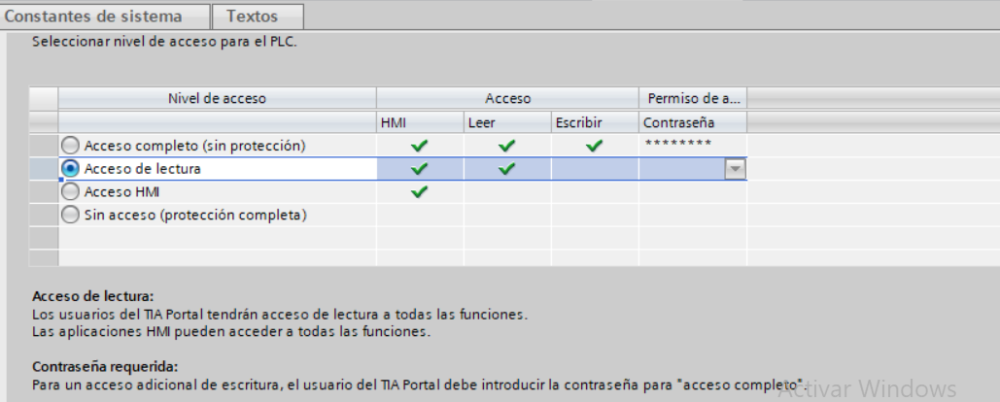 Constantes de sistema Textos
Seleccionar nivel de acceso para el PLC.
Nivel de acceso Acceso Permiso de a...
HMI Leer Escribir Contraseña
Acceso completo (sin protección) ********
Acceso de lectura
Acceso HMI
Sin acceso (protección completa)
Acceso de lectura:
Los usuarios del TIA Portal tendrán acceso de lectura a todas las funciones.
Las aplicaciones HMI pueden acceder a todas las funciones.
Contraseña requerida:
Para un acceso adicional de escritura, el usuario del TIA Portal debe introducir la contraseña para "acceso completo".
Activar Windows